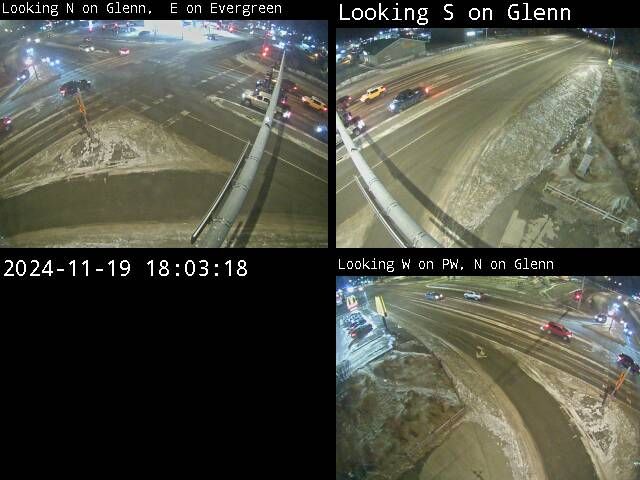 Looking N on Glenn,  E on Evergreen
Looking S on Glenn
2024-11-19 18:03:18
Looking W on PW, N on Glenn